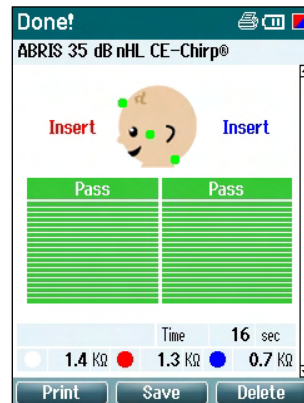 Done!
ABRIS 35 dB nHL CE-Chirp®
Insert Insert
Pass Pass
Time 16 sec
1.4 KΩ 1.3 KΩ 0.7 KΩ
Print Save Delete